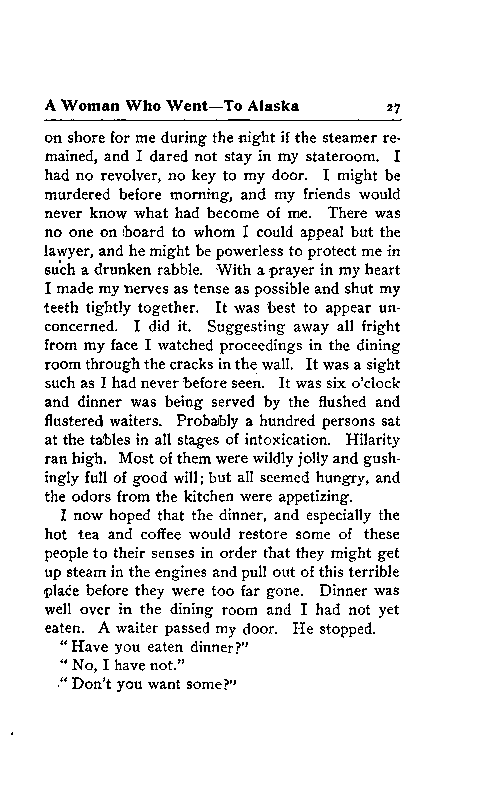 A Woman Who Went—To Alaska 27
on shore for me during the night if the steamer re-
mained, and I dared not stay in my stateroom. I
had no revolver, no key to my door. I might be
murdered before morning, and my friends would
never know what had become of me. There was
no one on board to whom I could appeal but the
lawyer, and he might be powerless to protect me in
such a drunken rabble. With a prayer in my heart
I made my nerves as tense as possible and shut my
teeth tightly together. It was best to appear un-
concerned. I did it. Suggesting away all fright
from my face I watched proceedings in the dining
room through the cracks in the wall. It was a sight
such as I had never before seen. It was six o'clock
and dinner was being served by the flushed and
flustered waiters. Probably a hundred persons sat
at the tables in all stages of intoxication. Hilarity
ran high. Most of them were wildly jolly and gush-
ingly full of good will; but all seemed hungry, and
the odors from the kitchen were appetizing.
I now hoped that the dinner, and especially the
hot tea and coffee would restore some of these
people to their senses in order that they might get
up steam in the engines and pull out of this terrible
place before they were too far gone. Dinner was
well over in the dining room and I had not yet
eaten. A waiter passed my door. He stopped.
"Have you eaten dinner?"
"No, I have not."
"Don't you want some?"